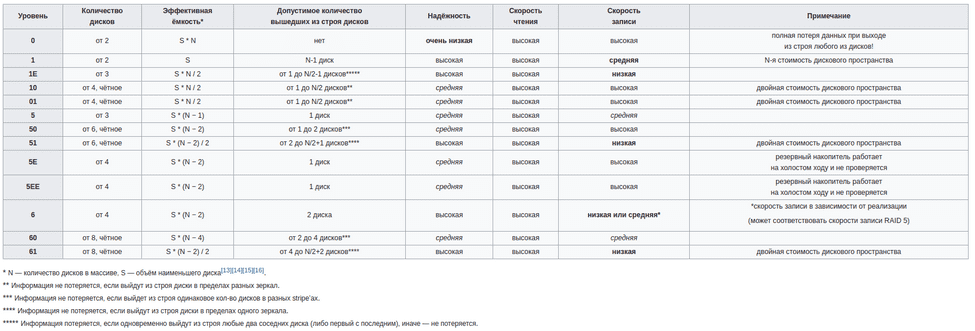 Уровень | Количество дисков | Эффективная ёмкость* | Допустимое количество вышедших из строя дисков | Надёжность | Скорость чтения | Скорость записи | Примечание
0 | от 2 | S * N | нет | очень низкая | высокая | высокая | полная потеря данных при выходе из строя любого из дисков!
1 | от 2 | S | N-1 диск | высокая | высокая | средняя | N-я стоимость дискового пространства
1E | от 3 | S * N / 2 | от 1 до N/2-1 дисков***** | высокая | высокая | низкая |
10 | от 4, чётное | S * N / 2 | от 1 до N/2 дисков** | средняя | высокая | высокая | двойная стоимость дискового пространства
01 | от 4, чётное | S * N / 2 | от 1 до N/2 дисков** | средняя | высокая | высокая | двойная стоимость дискового пространства
5 | от 3 | S * (N − 1) | 1 диск | средняя | высокая | средняя |
50 | от 6, чётное | S * (N − 2) | от 1 до 2 дисков*** | средняя | высокая | высокая |
51 | от 6, чётное | S * (N − 2) / 2 | от 2 до N/2+1 дисков**** | высокая | высокая | низкая | двойная стоимость дискового пространства
5E | от 4 | S * (N − 2) | 1 диск | средняя | высокая | высокая | резервный накопитель работает на холостом ходу и не проверяется
5EE | от 4 | S * (N − 2) | 1 диск | средняя | высокая | высокая | резервный накопитель работает на холостом ходу и не проверяется
6 | от 4 | S * (N − 2) | 2 диска | высокая | высокая | низкая или средняя* | *скорость записи в зависимости от реализации (может соответствовать скорости записи RAID 5)
60 | от 8, чётное | S * (N − 4) | от 2 до 4 дисков*** | средняя | высокая | средняя |
61 | от 8, чётное | S * (N − 2) / 2 | от 4 до N/2+2 дисков**** | высокая | высокая | низкая | двойная стоимость дискового пространства
* N — количество дисков в массиве, S — объём наименьшего диска[13][14][15][16].
** Информация не потеряется, если выйдут из строя диски в пределах разных зеркал.
*** Информация не потеряется, если выйдет из строя одинаковое кол-во дисков в разных stripe'ах.
**** Информация не потеряется, если выйдут из строя диски в пределах одного зеркала.
***** Информация потеряется, если одновременно выйдут из строя любые два соседних диска (либо первый с последним), иначе — не потеряется.